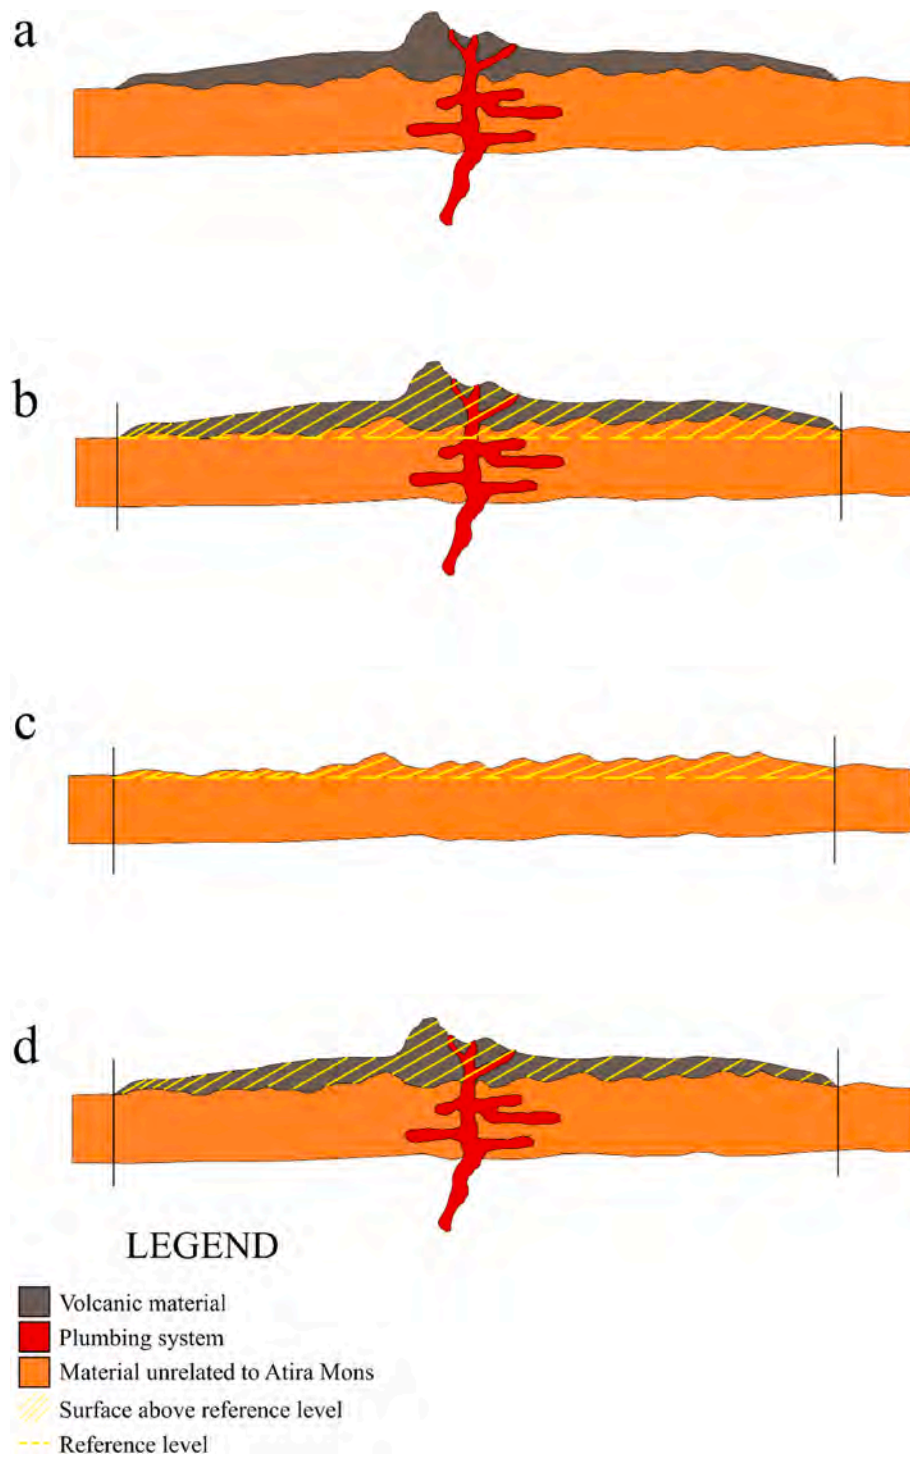 a
b
c
d
LEGEND
Volcanic material
Plumbing system
Material unrelated to Atira Mons
Surface above reference level
Reference level